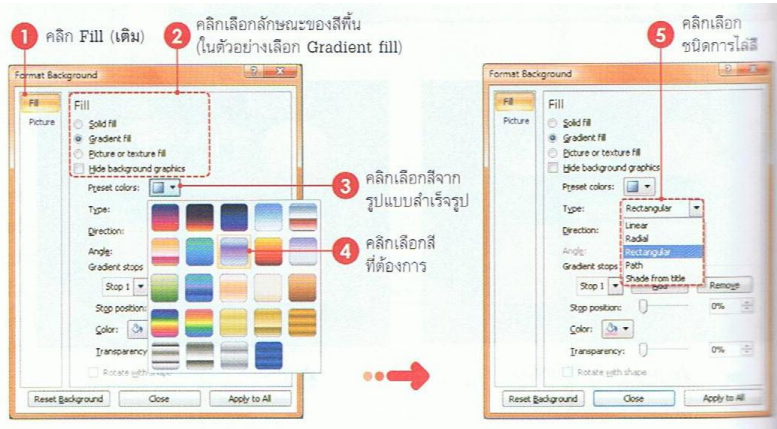 1 คลิก Fill (เติม)
2 คลิกเลือกลักษณะของสีพื้น
(ในตัวอย่างเลือก Gradient fill)
Format Background
Fill
Picture
Fill
Solid fill
Gradient fill
Picture or texture fill
Hide background graphics
Preset colors:
Type:
Direction:
Angle:
Gradient stops
Stop 1
Stop position:
Color:
Transparency
Rotate with shape
Reset Background
Close
Apply to All
3 คลิกเลือกสีจาก
รูปแบบสำเร็จรูป
4 คลิกเลือกสี
ที่ต้องการ
5 คลิกเลือก
ชนิดการไล่สี
Format Background
Fill
Picture
Fill
Solid fill
Gradient fill
Picture or texture fill
Hide background graphics
Preset colors:
Type: Rectangular
Linear
Radial
Rectangular
Path
Shade from title
Direction:
Angle:
Gradient stops
Stop 1 Add Remove
Stop position: 0%
Color:
Transparency: 0%
Rotate with shape
Reset Background
Close
Apply to All